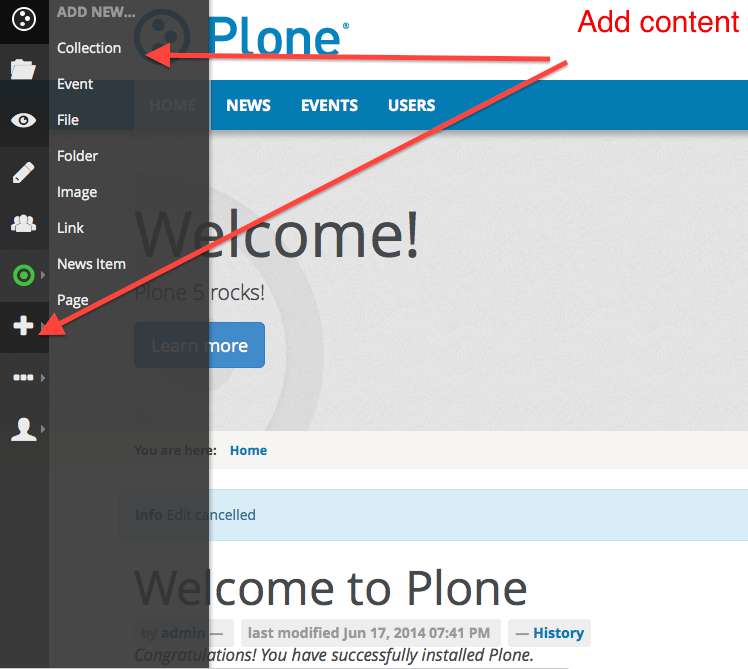 Add content
ADD NEW...
Collection
Event
File
Folder
Image
Link
News Item
Page
Plone®
HOME NEWS EVENTS USERS
Welcome!
Plone 5 rocks!
Learn more
You are here: Home
Info Edit cancelled
Welcome to Plone
by admin — last modified Jun 17, 2014 07:41 PM — History
Congratulations! You have successfully installed Plone.